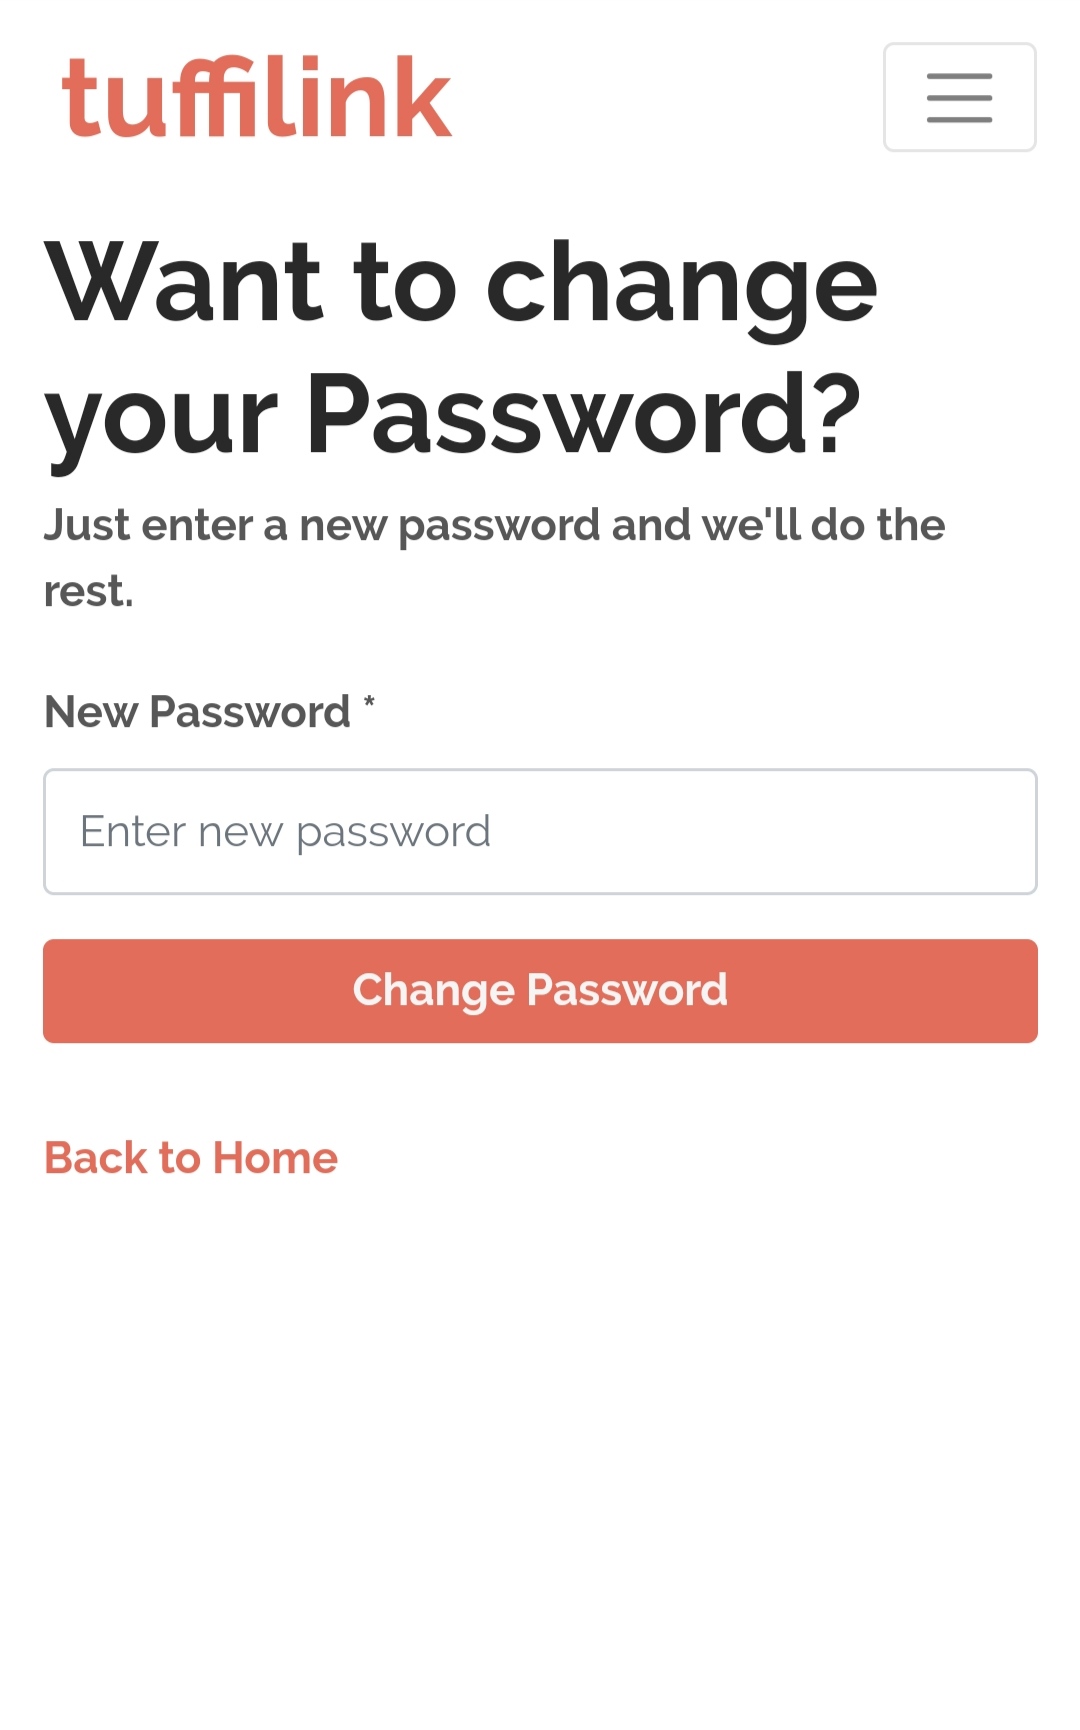 tuffilink
Want to change
your Password?
Just enter a new password and we'll do the
rest.
New Password *
Enter new password
Change Password
Back to Home